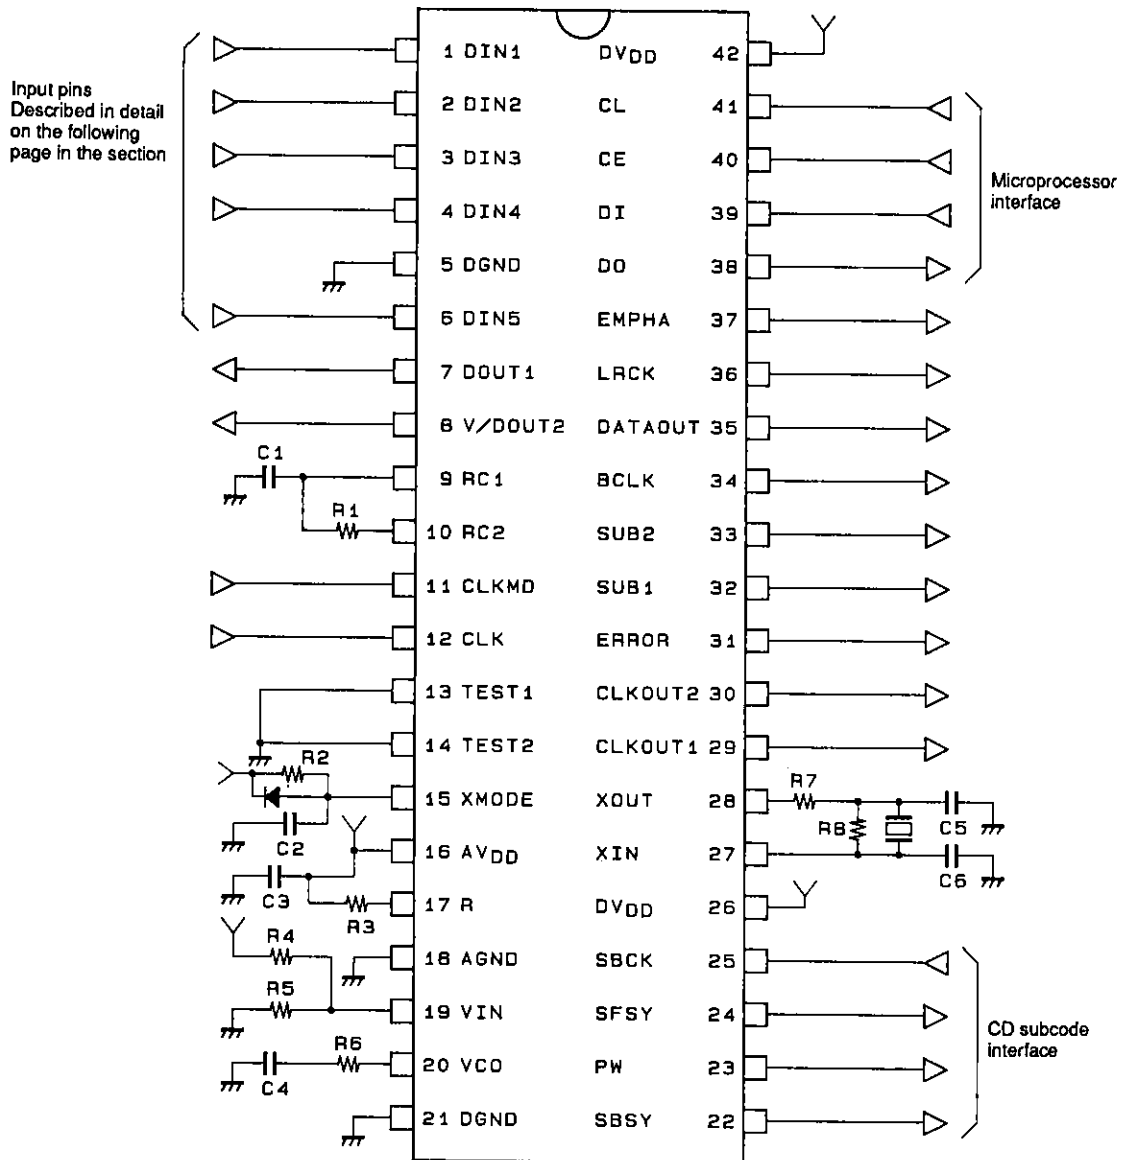 Input pins
Described in detail
on the following
page in the section
1 DIN1
2 DIN2
3 DIN3
4 DIN4
5 DGND
6 DIN5
7 DOUT1
8 V/DOUT2
C1
9 RC1
R1
10 RC2
11 CLKMD
12 CLK
13 TEST1
14 TEST2
R2
15 XMODE
C2
16 AVDD
C3
17 R
R3
R4
18 AGND
R5
19 VIN
R6
20 VCO
C4
21 DGND
DVDD 42
CL 41
CE 40
DI 39
DO 38
Microprocessor
interface
EMPHA 37
LRCK 36
DATAOUT 35
BCLK 34
SUB2 33
SUB1 32
ERROR 31
CLKOUT2 30
CLKOUT1 29
R7
XOUT 28
C5
R8
XIN 27
C6
DVDD 26
SBCK 25
SFSY 24
PW 23
SBSY 22
CD subcode
interface